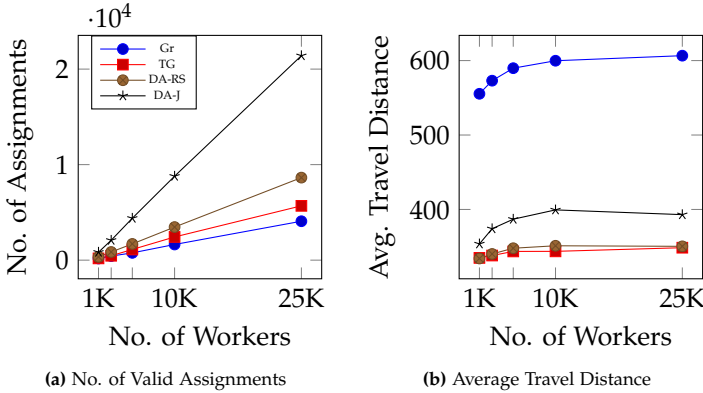 ·10⁴
No. of Assignments
2
1
0
Gr
TG
DA-RS
DA-J
1K 10K 25K
No. of Workers
(a) No. of Valid Assignments
Avg. Travel Distance
600
500
400
1K 10K 25K
No. of Workers
(b) Average Travel Distance